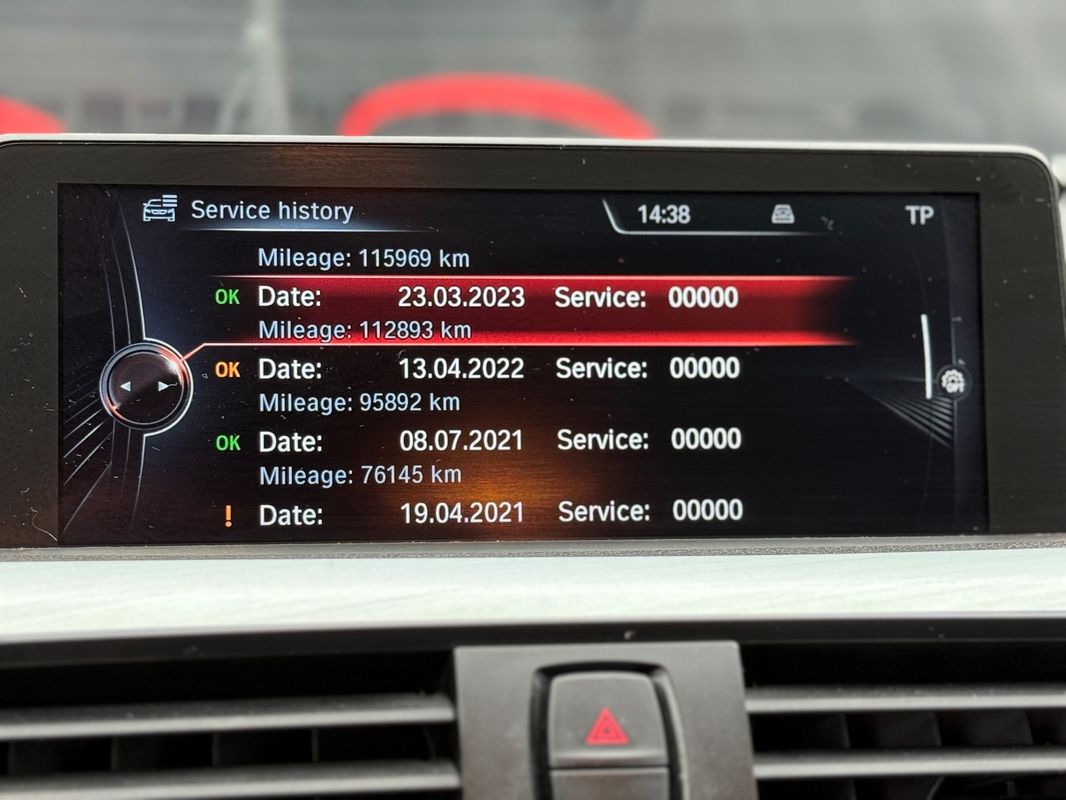 Service history 14:38 TP
Mileage: 115969 km
OK Date: 23.03.2023 Service: 00000
Mileage: 112893 km
OK Date: 13.04.2022 Service: 00000
Mileage: 95892 km
OK Date: 08.07.2021 Service: 00000
Mileage: 76145 km
! Date: 19.04.2021 Service: 00000